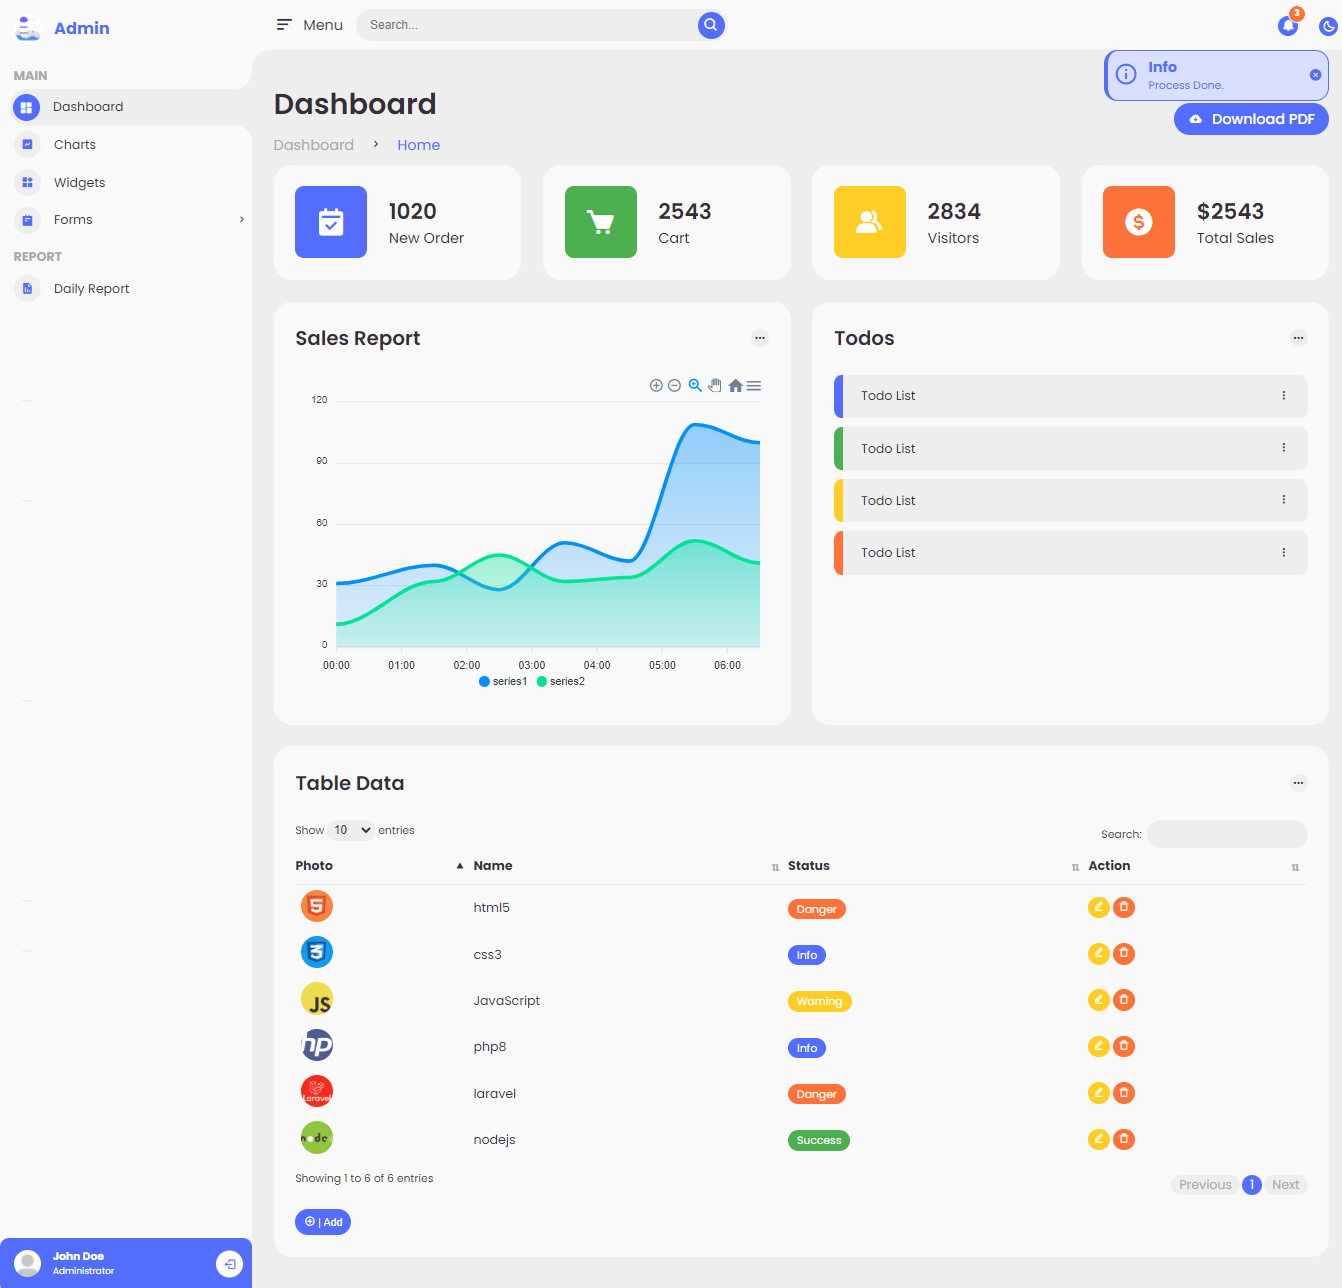 Admin
Menu
Search...
3
MAIN
Dashboard
Charts
Widgets
Forms
REPORT
Daily Report
Info
Process Done.
Dashboard
Download PDF
Dashboard > Home
1020
New Order
2543
Cart
2834
Visitors
$2543
Total Sales
Sales Report
120
90
60
30
0
00:00 01:00 02:00 03:00 04:00 05:00 06:00
series1 series2
Todos
Todo List
Todo List
Todo List
Todo List
Table Data
Show 10 entries
Search:
Photo Name Status Action
html5 Danger
css3 Info
JS JavaScript Warning
hp php8 Info
Laravel laravel Danger
node nodejs Success
Showing 1 to 6 of 6 entries
Previous 1 Next
| Add
John Doe
Administrator